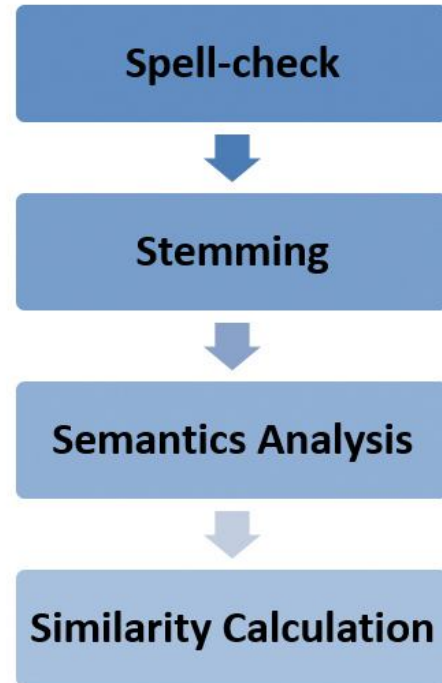 Spell-check
Stemming
Semantics Analysis
Similarity Calculation